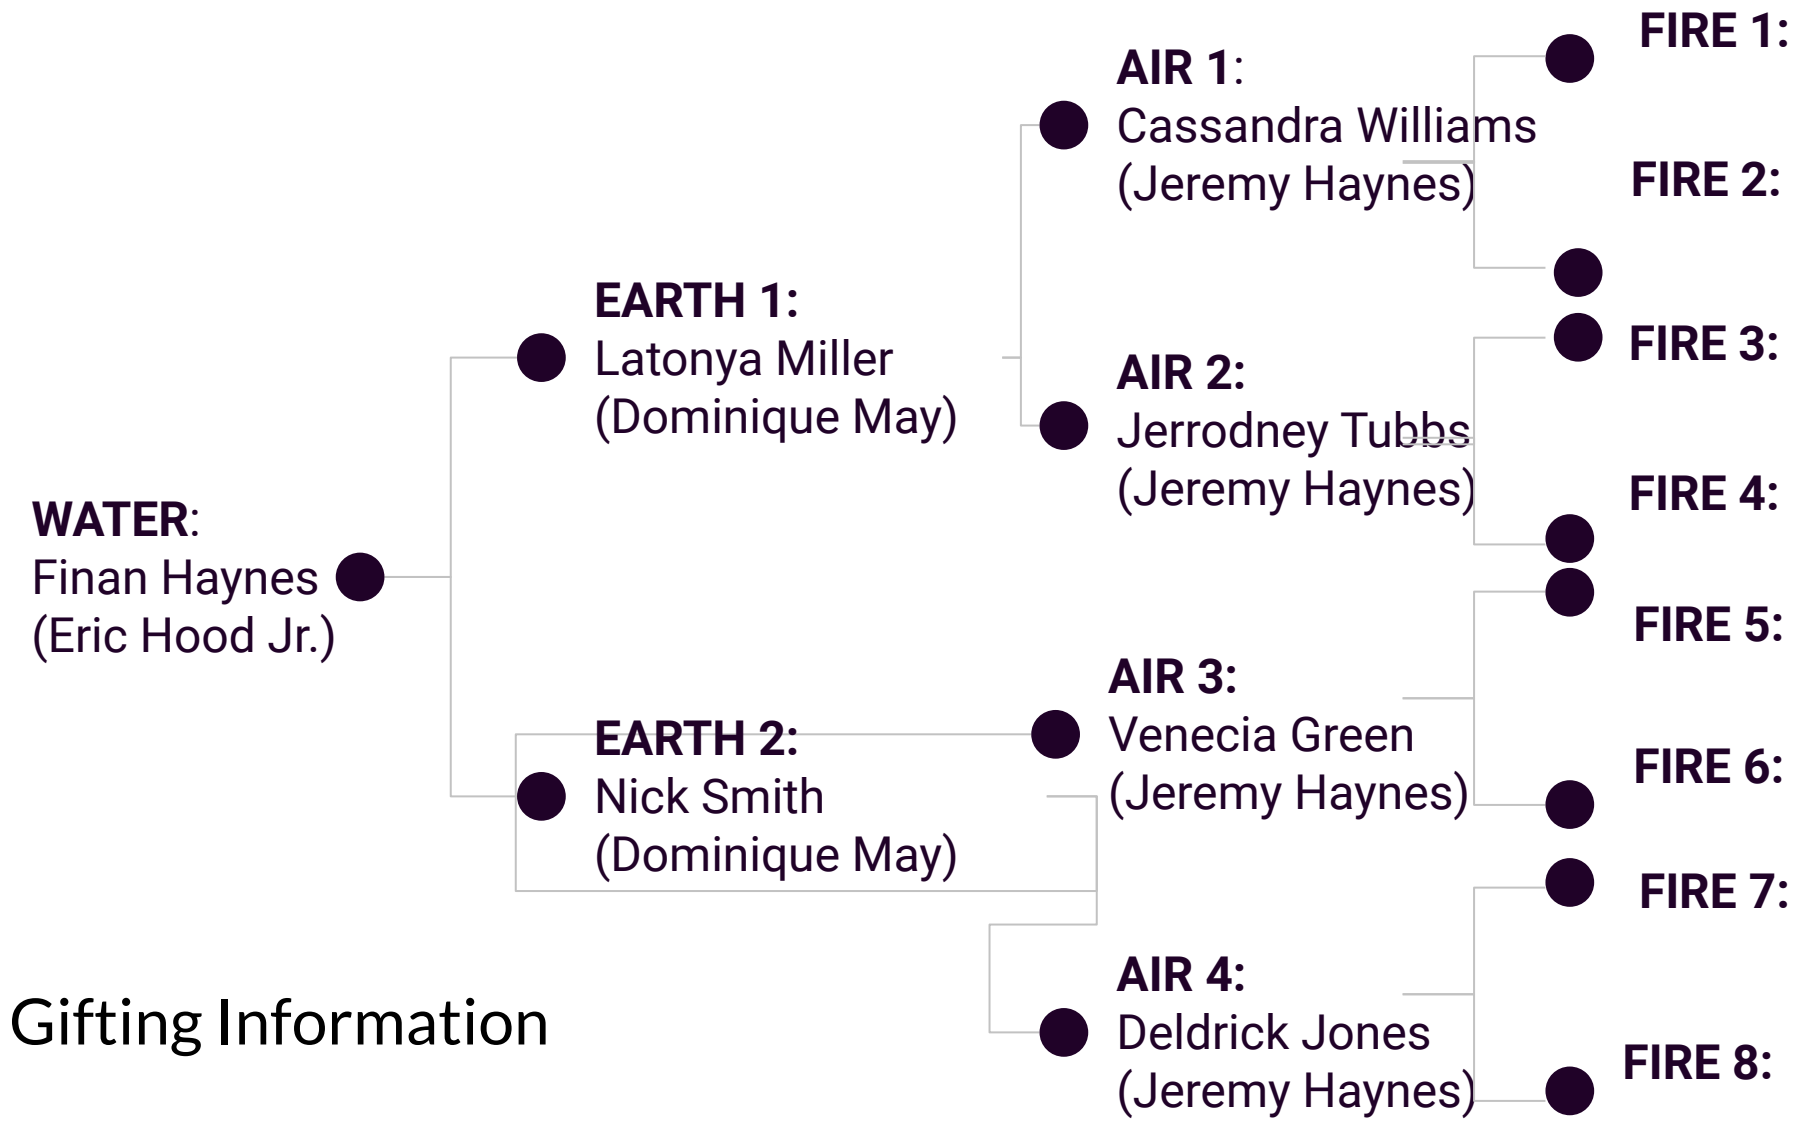 WATER:
Finan Haynes
(Eric Hood Jr.)
EARTH 1:
Latonya Miller
(Dominique May)
EARTH 2:
Nick Smith
(Dominique May)
AIR 1:
Cassandra Williams
(Jeremy Haynes)
AIR 2:
Jerrodney Tubbs
(Jeremy Haynes)
AIR 3:
Venecia Green
(Jeremy Haynes)
AIR 4:
Deldrick Jones
(Jeremy Haynes)
FIRE 1:
FIRE 2:
FIRE 3:
FIRE 4:
FIRE 5:
FIRE 6:
FIRE 7:
FIRE 8:
Gifting Information